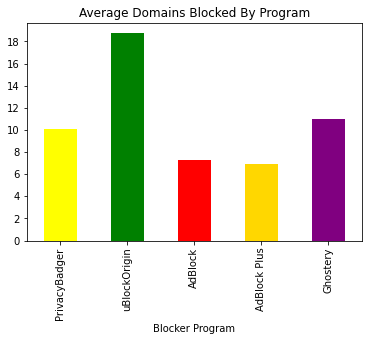 Average Domains Blocked By Program
18
16
14
12
10
8
6
4
2
0
PrivacyBadger
uBlockOrigin
AdBlock
AdBlock Plus
Ghostery
Blocker Program